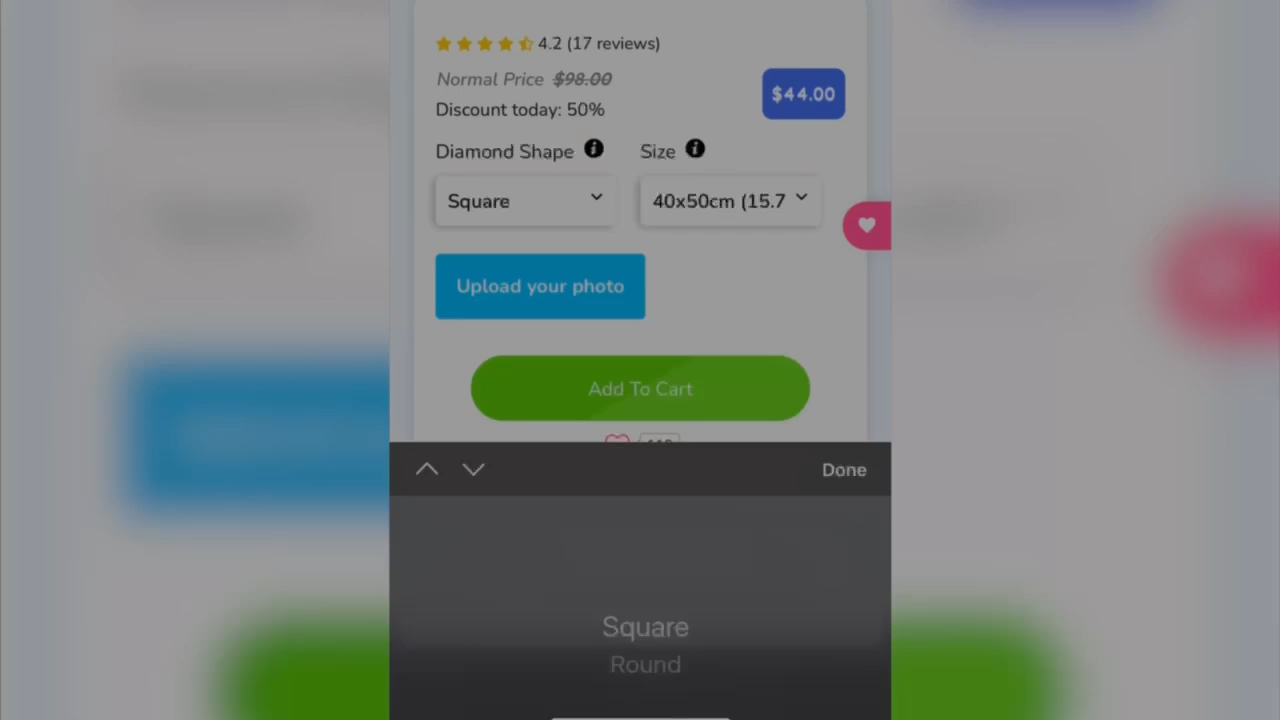 4.2 (17 reviews)
Normal Price $98.00
$44.00
Discount today: 50%
Diamond Shape Size
Square 40x50cm (15.7
Upload your photo
Add To Cart
Done
Square
Round